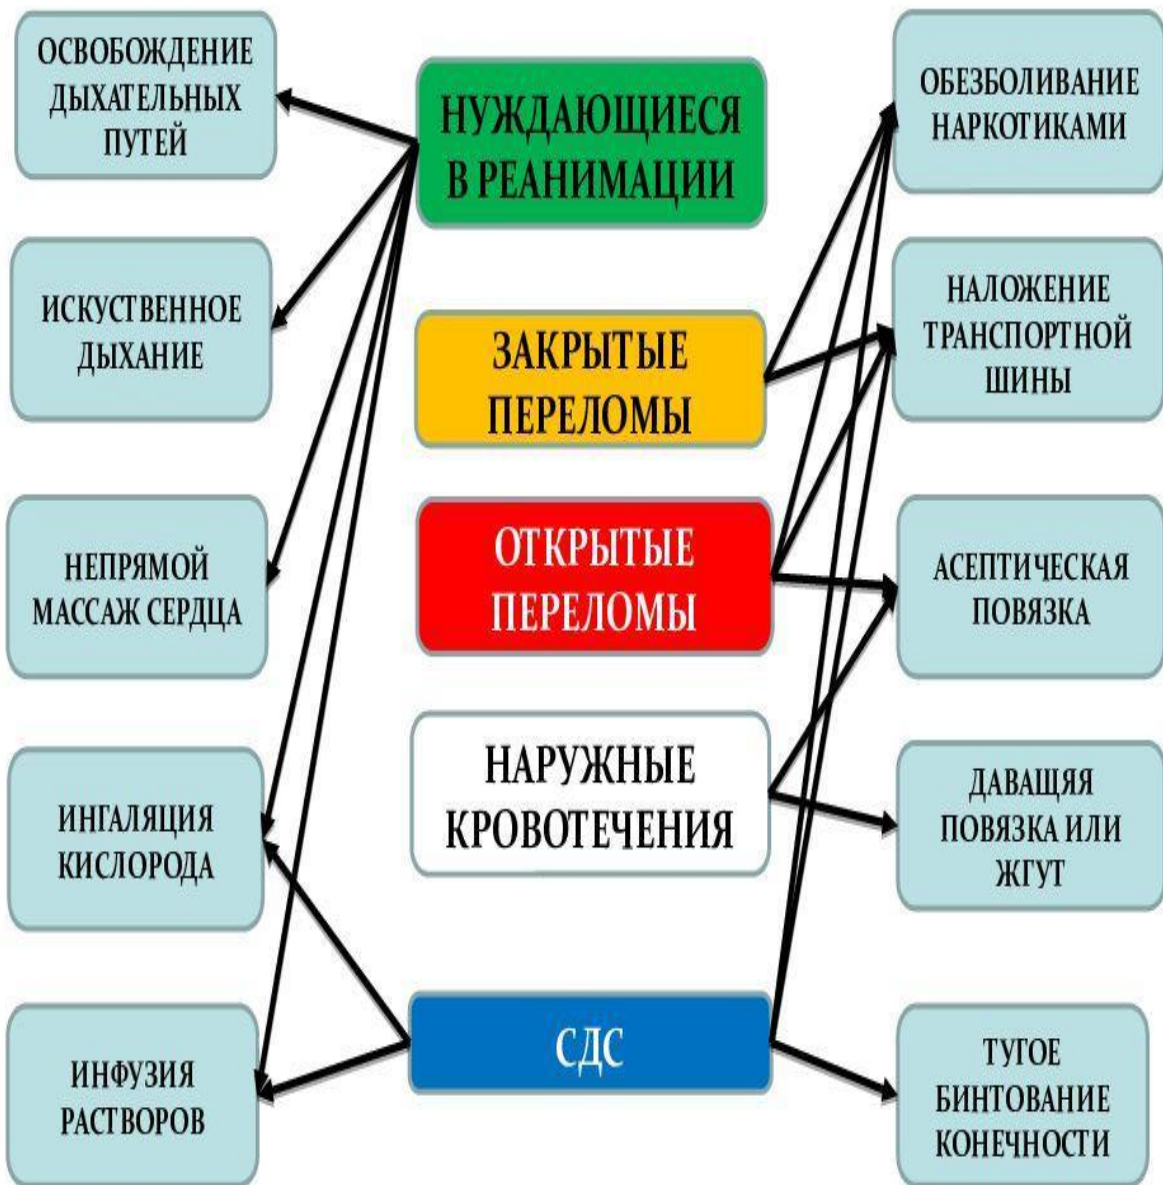 ОСВОБОЖДЕНИЕ
ДЫХАТЕЛЬНЫХ
ПУТЕЙ
ИСКУСТВЕННОЕ
ДЫХАНИЕ
НЕПРЯМОЙ
МАССАЖ СЕРДЦА
ИНГАЛЯЦИЯ
КИСЛОРОДА
ИНФУЗИЯ
РАСТВОРОВ
НУЖДАЮЩИЕСЯ
В РЕАНИМАЦИИ
ЗАКРЫТЫЕ
ПЕРЕЛОМЫ
ОТКРЫТЫЕ
ПЕРЕЛОМЫ
НАРУЖНЫЕ
КРОВОТЕЧЕНИЯ
СДС
ОБЕЗБОЛИВАНИЕ
НАРКОТИКАМИ
НАЛОЖЕНИЕ
ТРАНСПОРТНОЙ
ШИНЫ
АСЕПТИЧЕСКАЯ
ПОВЯЗКА
ДАВАЩЯЯ
ПОВЯЗКА ИЛИ
ЖГУТ
ТУГОЕ
БИНТОВАНИЕ
КОНЕЧНОСТИ